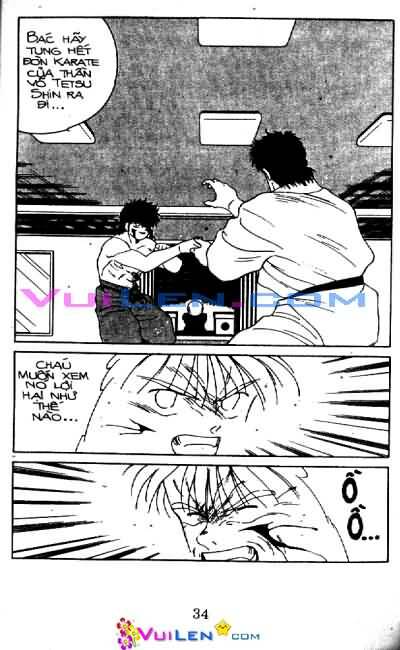 BÁC HÃY
TUNG HẾT
ĐÒN KARATE
CỦA THẦN
VÕ TETSU
SHIN RA
ĐI...
VUILEN.COM
CHÁU
MUỐN XEM
NÓ LỢI
HẠI NHƯ
THẾ
NÀO...
Ồ
Ồ...
34
VUILEN.COM